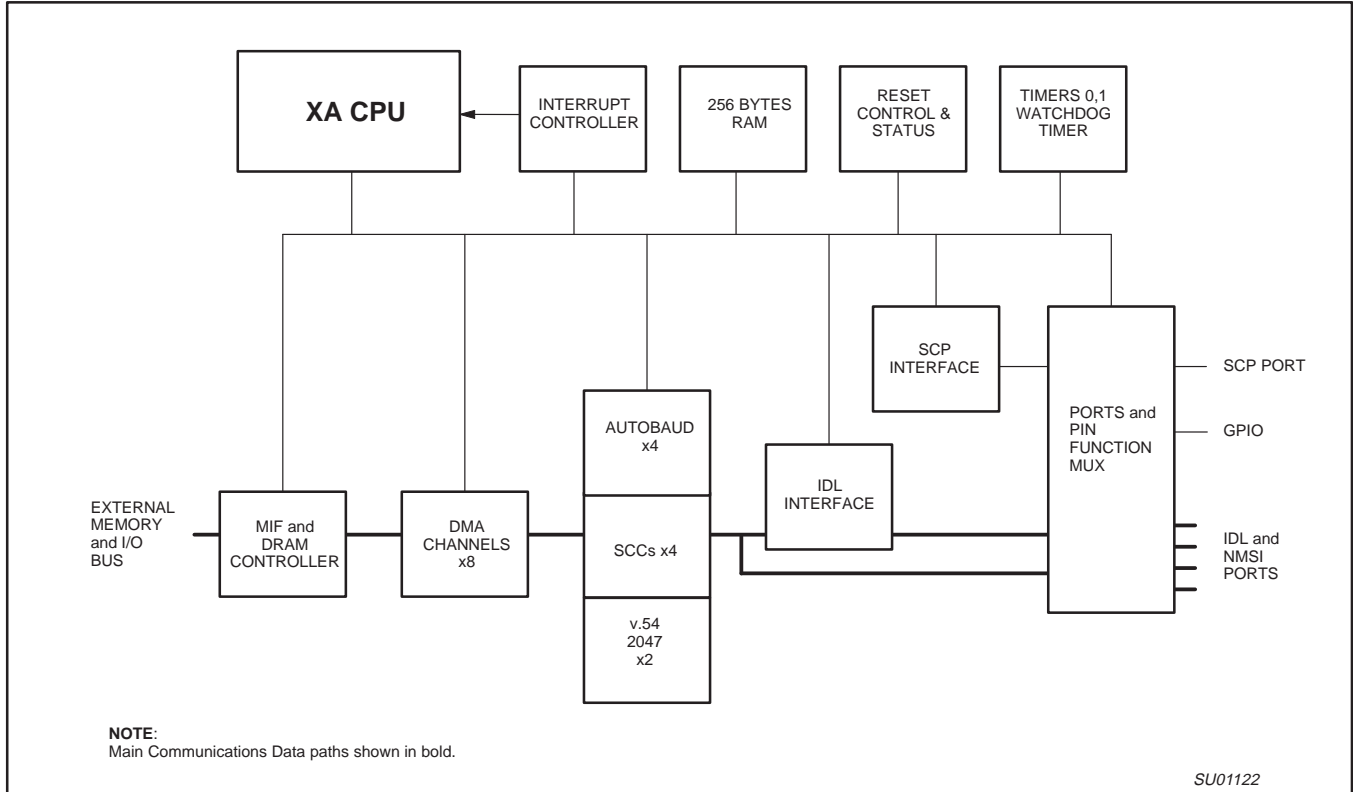 XA CPU
INTERRUPT
CONTROLLER
256 BYTES
RAM
RESET
CONTROL &
STATUS
TIMERS 0,1
WATCHDOG
TIMER
SCP
INTERFACE
SCP PORT
PORTS and
PIN
FUNCTION
MUX
GPIO
AUTOBAUD
x4
IDL
INTERFACE
EXTERNAL
MEMORY
and I/O
BUS
MIF and
DRAM
CONTROLLER
DMA
CHANNELS
x8
SCCs x4
IDL and
NMSI
PORTS
v.54
2047
x2
NOTE:
Main Communications Data paths shown in bold.
SU01122